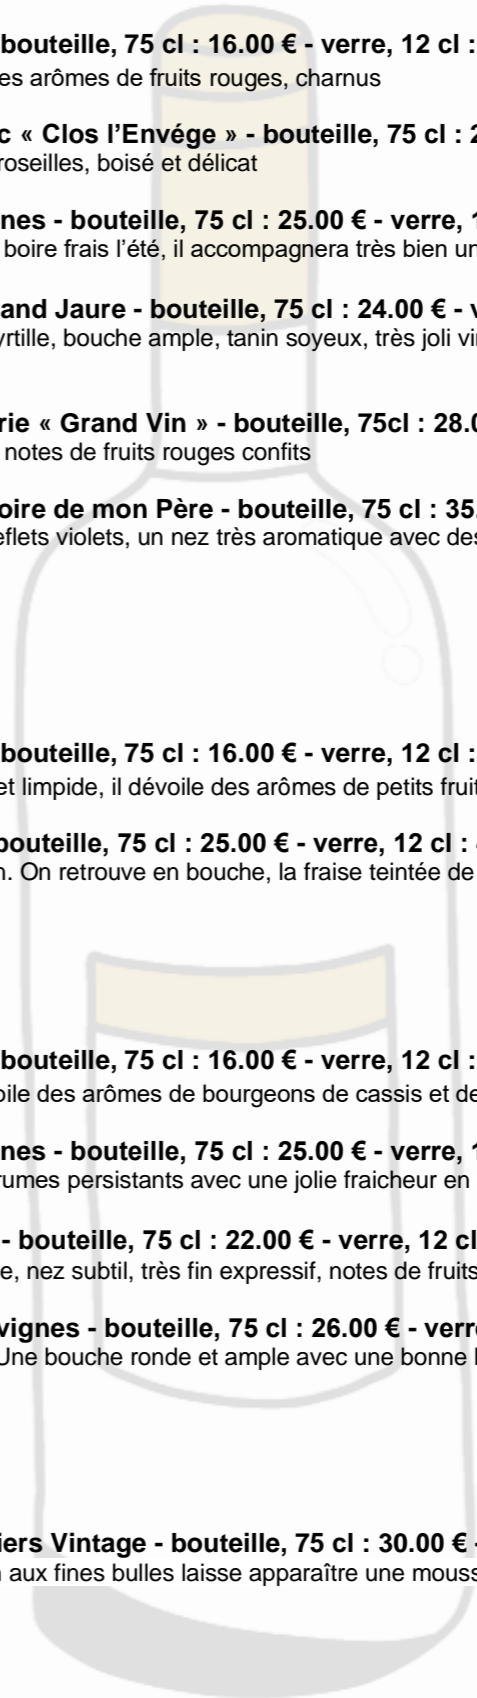 bouteille, 75 cl : 16.00 € - verre, 12 cl :
es arômes de fruits rouges, charnus
c « Clos l’Envége » - bouteille, 75 cl : 2
roseilles, boisé et délicat
nes - bouteille, 75 cl : 25.00 € - verre, 1
boire frais l’été, il accompagnera très bien un
and Jaure - bouteille, 75 cl : 24.00 € - v
yrtille, bouche ample, tanin soyeux, très joli vi
rie « Grand Vin » - bouteille, 75cl : 28.0
notes de fruits rouges confits
oire de mon Père - bouteille, 75 cl : 35.
eflets violets, un nez très aromatique avec des
bouteille, 75 cl : 16.00 € - verre, 12 cl :
et limpide, il dévoile des arômes de petits fruit
bouteille, 75 cl : 25.00 € - verre, 12 cl :
n. On retrouve en bouche, la fraise teintée de
bouteille, 75 cl : 16.00 € - verre, 12 cl :
oile des arômes de bourgeons de cassis et de
nes - bouteille, 75 cl : 25.00 € - verre, 1
rumes persistants avec une jolie fraicheur en
- bouteille, 75 cl : 22.00 € - verre, 12 cl
e, nez subtil, très fin expressif, notes de fruits
vignes - bouteille, 75 cl : 26.00 € - verre
Une bouche ronde et ample avec une bonne l
iers Vintage - bouteille, 75 cl : 30.00 € -
n aux fines bulles laisse apparaître une mouss